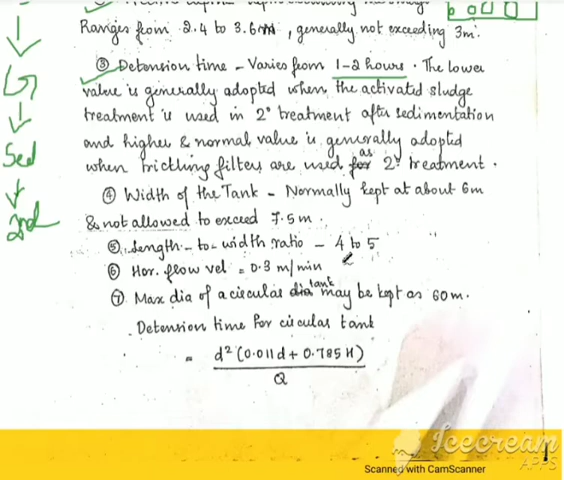 Ranges from 2.4 to 3.6m, generally not exceeding 3m.
③ Detension time - Varies from 1-2 hours. The lower
value is generally adopted when the activated sludge
treatment is used in 2° treatment after sedimentation
and higher & normal value is generally adopted
when trickling filters are used as 2° treatment.
④ Width of the Tank - Normally kept at about 6m
& not allowed to exceed 7.5m.
⑤ Length-to-width ratio - 4 to 5
⑥ Hor. flow vel = 0.3 m/min
⑦ Max dia of a circular tank may be kept as 60m.
Detension time for circular tank
= d²(0.011d + 0.785H)
Q
Sed
2nd
Icecream
APPS
Scanned with CamScanner